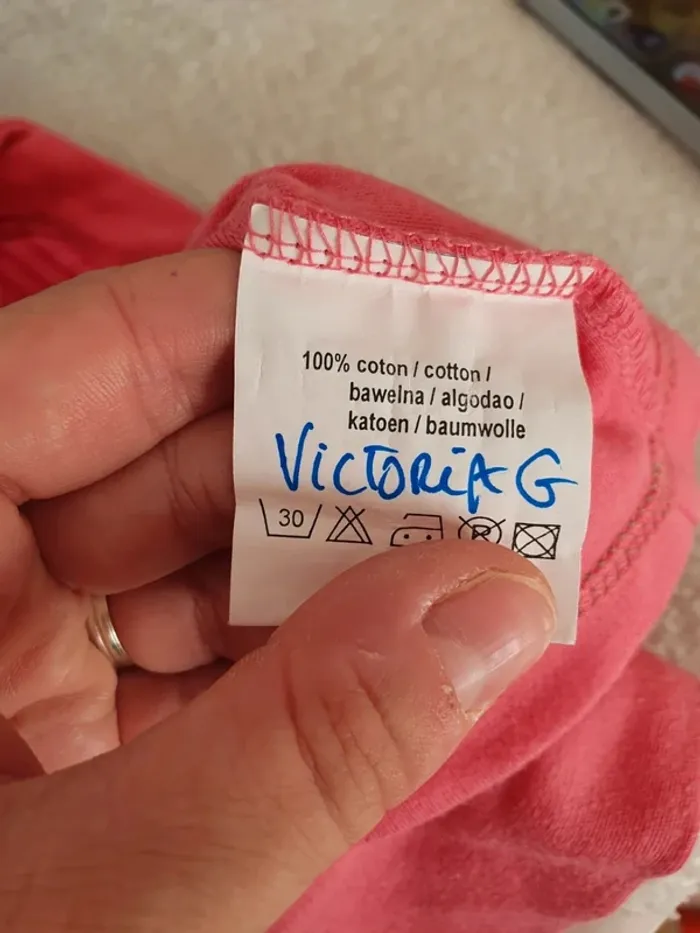 100% coton / cotton /
bawelna / algodao /
katoen / baumwolle
VICTORiA G
30
R